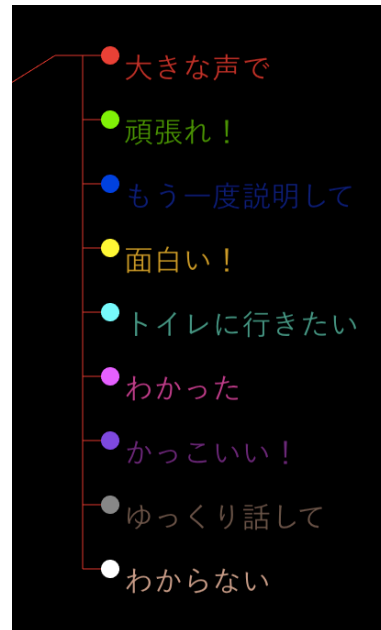 大きな声で
頑張れ！
もう一度説明して
面白い！
トイレに行きたい
わかった
かっこいい！
ゆっくり話して
わからない